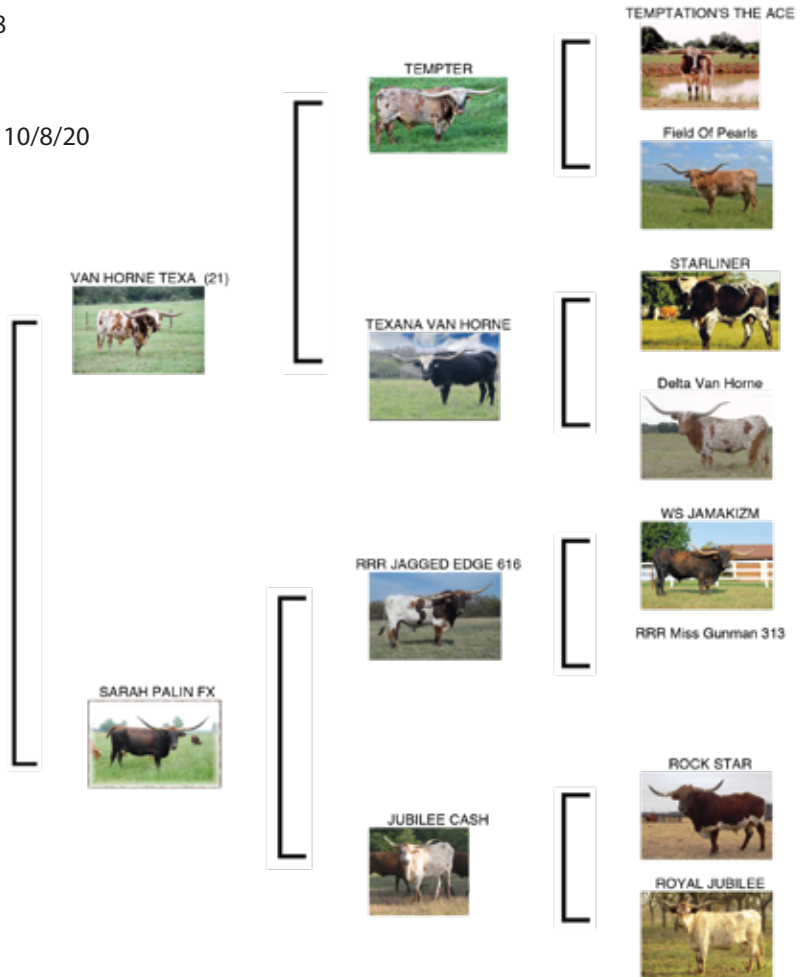 3
10/8/20
TEMPTATION'S THE ACE
TEMPTER
Field Of Pearls
VAN HORNE TEXA (21)
STARLINER
TEXANA VAN HORNE
Delta Van Horne
WS JAMAKIZM
RRR JAGGED EDGE 616
RRR Miss Gunman 313
SARAH PALIN FX
ROCK STAR
JUBILEE CASH
ROYAL JUBILEE